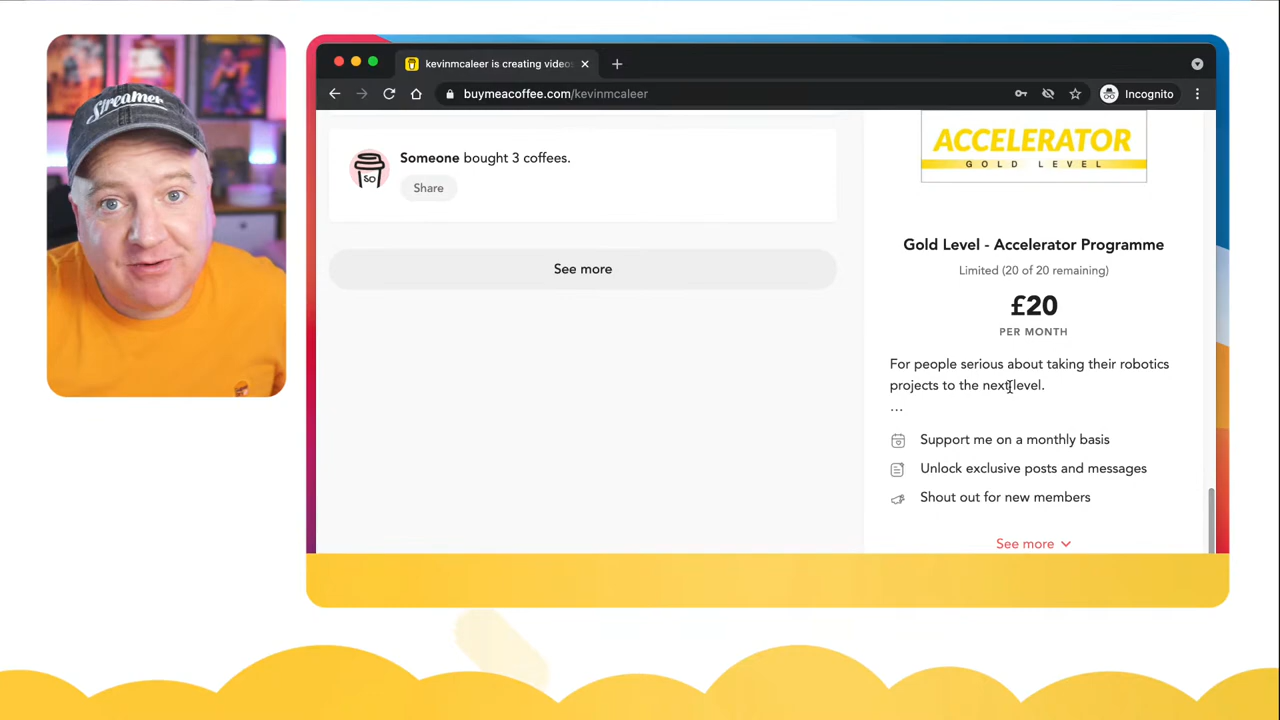 Streamer
kevinmcaleer is creating video
buymeacoffee.com/kevinmcaleer
Incognito
Someone bought 3 coffees.
SO
Share
See more
ACCELERATOR
GOLD LEVEL
Gold Level - Accelerator Programme
Limited (20 of 20 remaining)
£20
PER MONTH
For people serious about taking their robotics
projects to the next level.
...
Support me on a monthly basis
Unlock exclusive posts and messages
Shout out for new members
See more